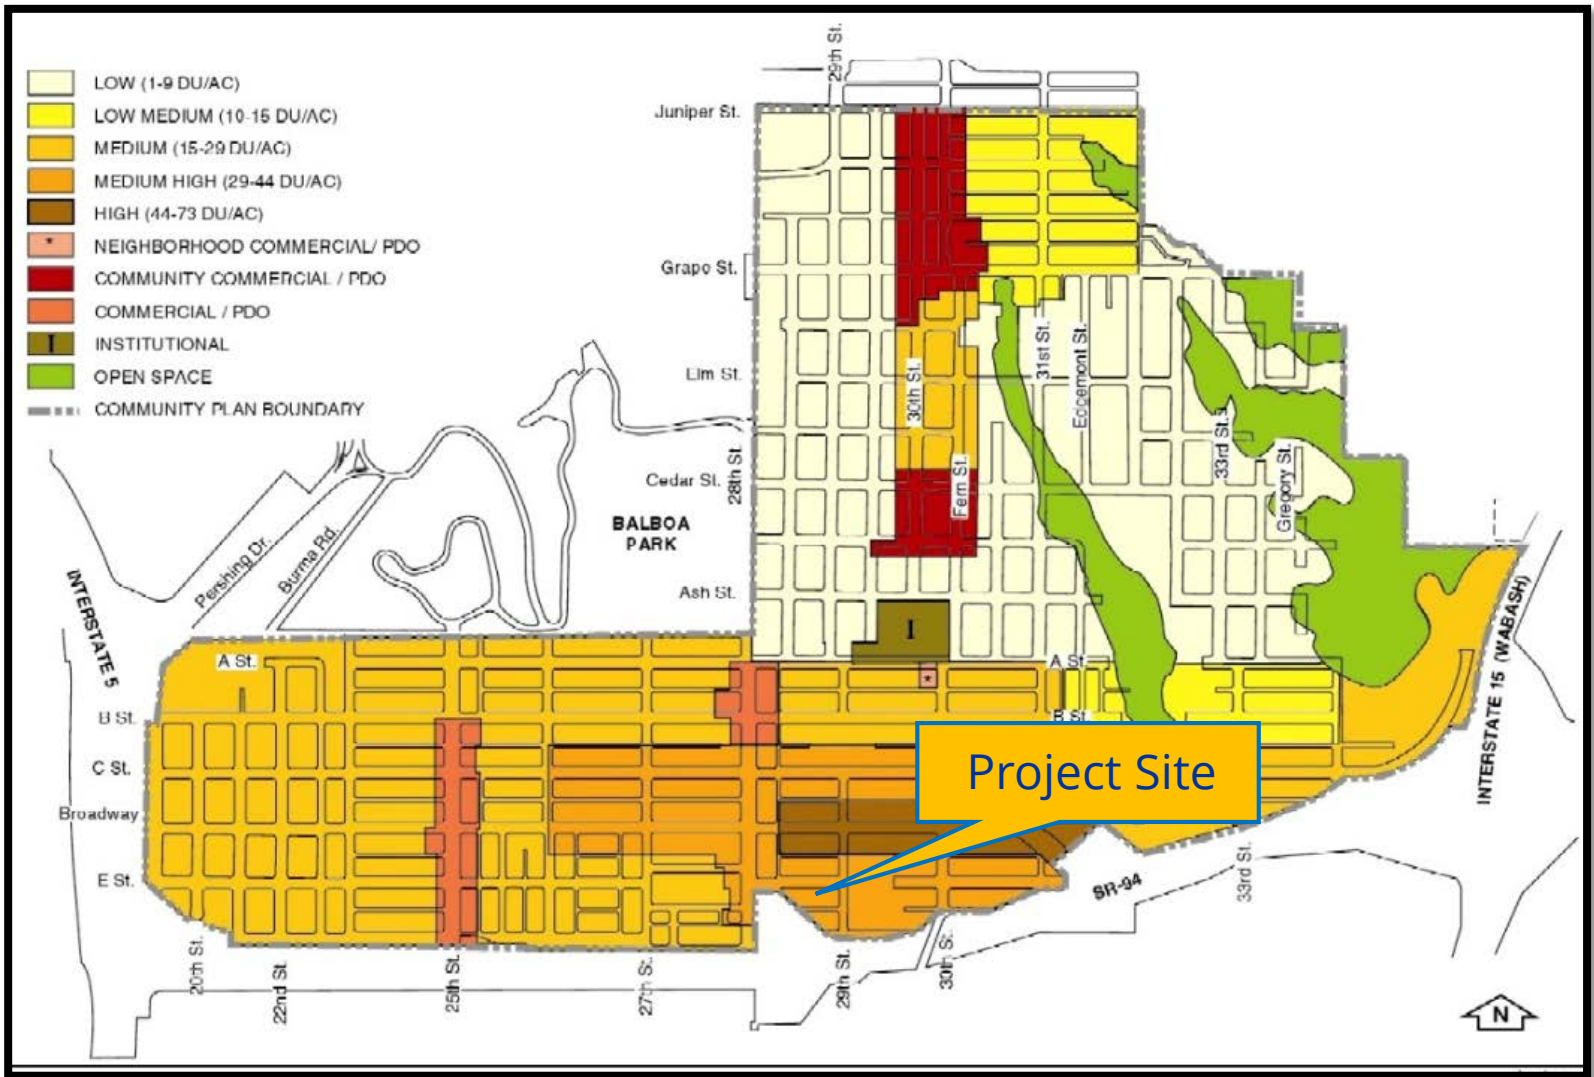 LOW (1-9 DU/AC)
LOW MEDIUM (10-15 DU/AC)
MEDIUM (15-29 DU/AC)
MEDIUM HIGH (29-44 DU/AC)
HIGH (44-73 DU/AC)
* NEIGHBORHOOD COMMERCIAL/ PDO
COMMUNITY COMMERCIAL / PDO
COMMERCIAL / PDO
I INSTITUTIONAL
OPEN SPACE
COMMUNITY PLAN BOUNDARY
29th St.
Juniper St.
Grape St.
Elm St.
Cedar St.
Ash St.
28th St.
30th St.
Fern St.
31st St.
Edgemont St.
33rd St.
Gregory St.
BALBOA
PARK
Pershing Dr.
Burma Rd.
INTERSTATE 5
INTERSTATE 15 (WABASH)
I
*
A St.
A St
B St.
B St.
C St.
Broadway
E St.
Project Site
SR-94
33rd St.
20th St.
22nd St.
25th St.
27th St.
29th St.
30th St.
N